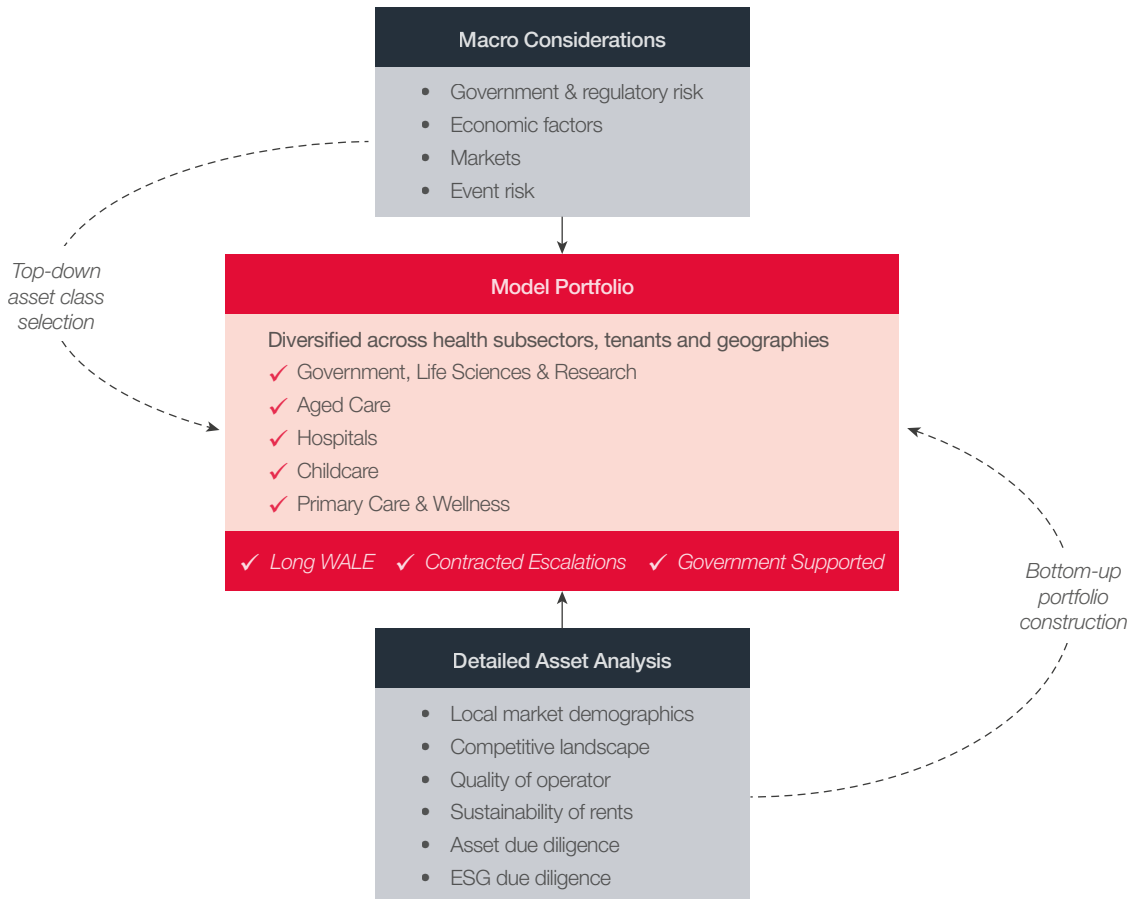 Macro Considerations
• Government & regulatory risk
• Economic factors
• Markets
• Event risk
Top-down
asset class
selection
Model Portfolio
Diversified across health subsectors, tenants and geographies
✓ Government, Life Sciences & Research
✓ Aged Care
✓ Hospitals
✓ Childcare
✓ Primary Care & Wellness
✓ Long WALE ✓ Contracted Escalations ✓ Government Supported
Bottom-up
portfolio
construction
Detailed Asset Analysis
• Local market demographics
• Competitive landscape
• Quality of operator
• Sustainability of rents
• Asset due diligence
• ESG due diligence